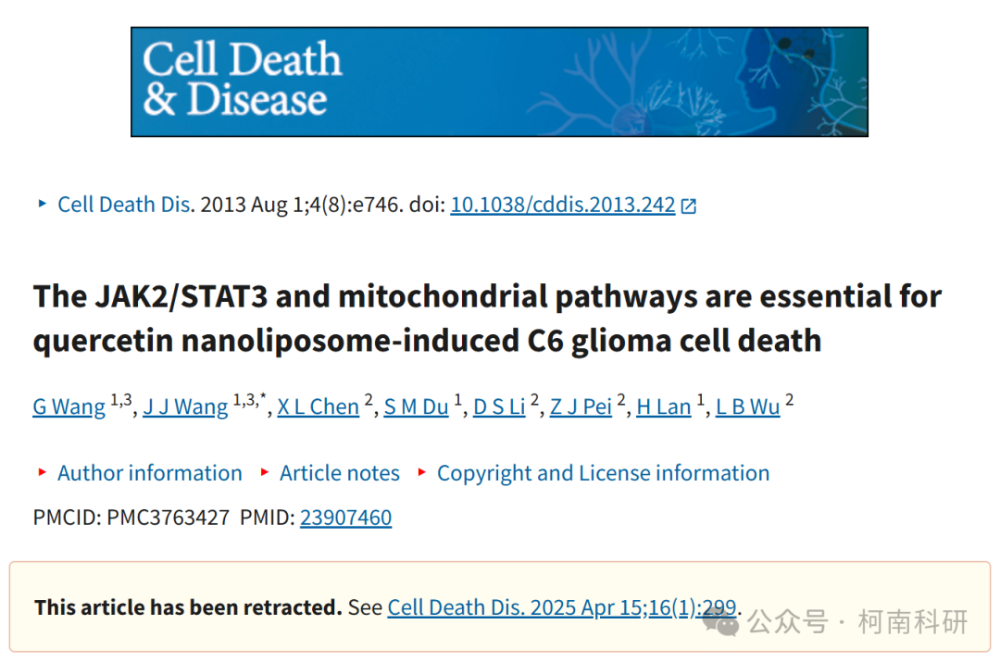 Cell Death
& Disease
Cell Death Dis. 2013 Aug 1;4(8):e746. doi: 10.1038/cddis.2013.242
The JAK2/STAT3 and mitochondrial pathways are essential for
quercetin nanoliposome-induced C6 glioma cell death
G Wang 1,3, J J Wang 1,3,*, X L Chen 2, S M Du 1, D S Li 2, Z J Pei 2, H Lan 1, L B Wu 2
Author information Article notes Copyright and License information
PMCID: PMC3763427 PMID: 23907460
This article has been retracted. See Cell Death Dis. 2025 Apr 15;16(1):299.
公众号 · 柯南科研